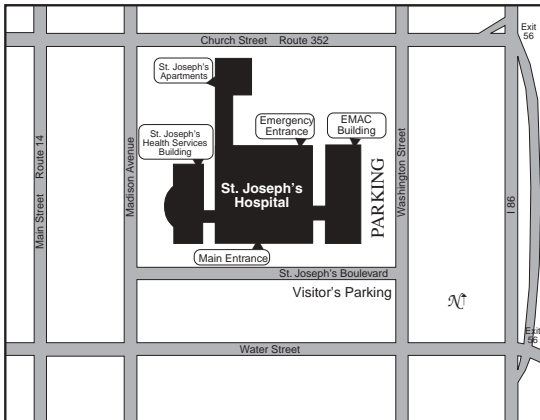 Exit
56
Church Street Route 352
St. Joseph's
Apartments
Emergency
Entrance
EMAC
Building
St. Joseph's
Health Services
Building
Main Street Route 14
Madison Avenue
St. Joseph's
Hospital
PARKING
Washington Street
I 86
Main Entrance
St. Joseph's Boulevard
Visitor's Parking
N
Exit
56
Water Street